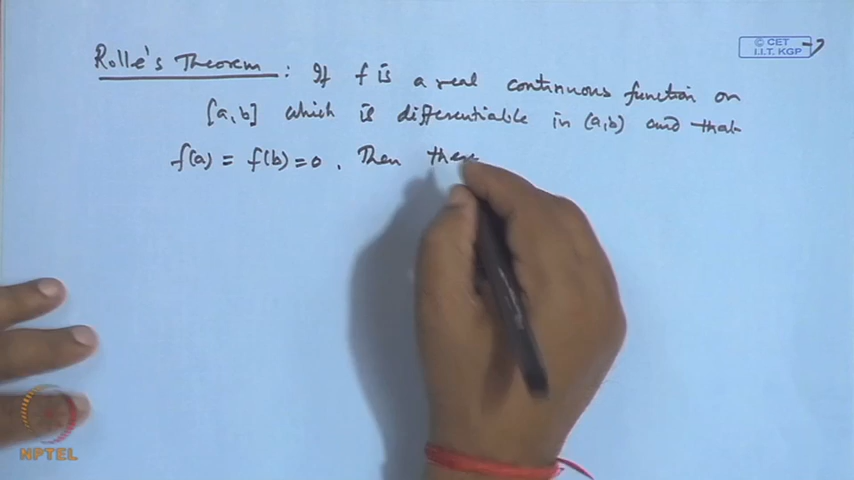 © CET
I.I.T. KGP
Rolle's Theorem : If f is a real continuous function on
[a,b] which is differentiable in (a,b) and that
f(a) = f(b) = 0 . Then there
NPTEL